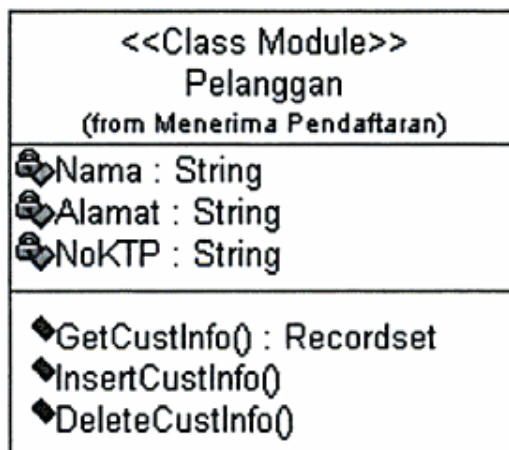 <<Class Module>>
Pelanggan
(from Menerima Pendaftaran)
Nama : String
Alamat : String
NoKTP : String
GetCustInfo() : Recordset
InsertCustInfo()
DeleteCustInfo()